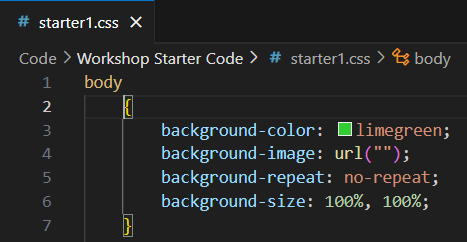 # starter1.css ×
Code > Workshop Starter Code > # starter1.css > body
1 body
2 {
3 background-color: limegreen;
4 background-image: url("");
5 background-repeat: no-repeat;
6 background-size: 100%, 100%;
7 }